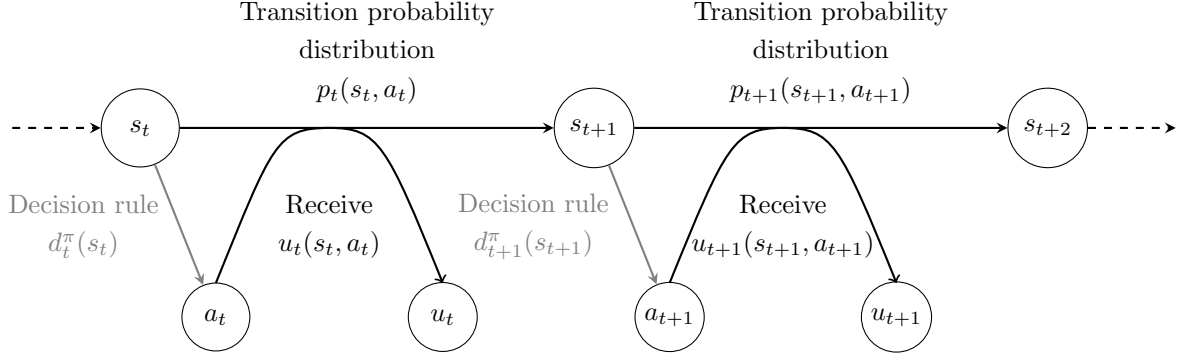 Transition probability
distribution
p_t(s_t, a_t)
Transition probability
distribution
p_{t+1}(s_{t+1}, a_{t+1})
s_t
s_{t+1}
s_{t+2}
Decision rule
d_t^π(s_t)
Receive
u_t(s_t, a_t)
Decision rule
d_{t+1}^π(s_{t+1})
Receive
u_{t+1}(s_{t+1}, a_{t+1})
a_t
u_t
a_{t+1}
u_{t+1}